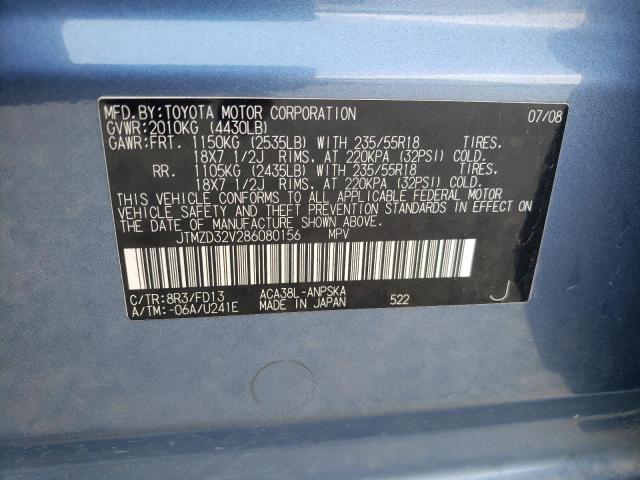 MFD.BY:TOYOTA MOTOR CORPORATION 07/08
GVWR:2010KG (4430LB)
GAWR:FRT. 1150KG (2535LB) WITH 235/55R18 TIRES.
18X7 1/2J RIMS, AT 220KPA (32PSI) COLD.
RR. 1105KG (2435LB) WITH 235/55R18 TIRES.
18X7 1/2J RIMS, AT 220KPA (32PSI) COLD.
THIS VEHICLE CONFORMS TO ALL APPLICABLE FEDERAL MOTOR
VEHICLE SAFETY AND THEFT PREVENTION STANDARDS IN EFFECT
ON THE DATE OF MANUFACTURE SHOWN ABOVE.
JTMZD32V286080156 MPV
C/TR:8R3/FD13 ACA38L-ANPSKA
A/TM:-06A/U241E MADE IN JAPAN 522 J